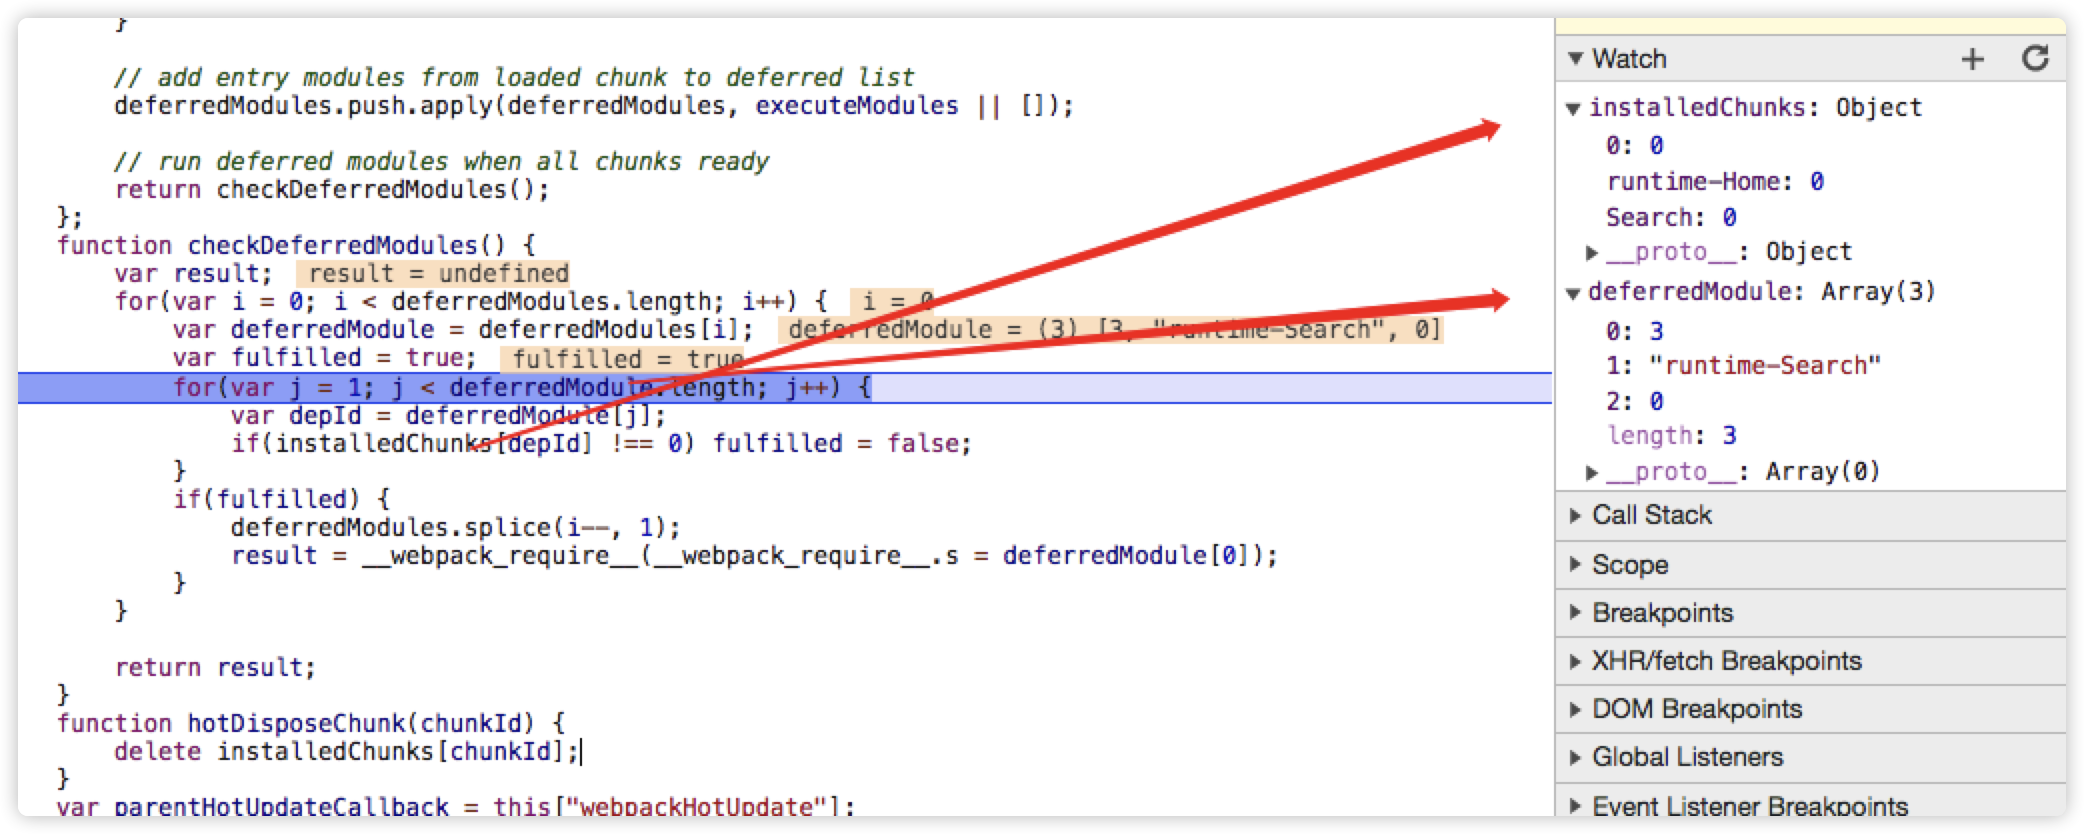 }
// add entry modules from loaded chunk to deferred list
deferredModules.push.apply(deferredModules, executeModules || []);
// run deferred modules when all chunks ready
return checkDeferredModules();
};
function checkDeferredModules() {
var result; result = undefined
for(var i = 0; i < deferredModules.length; i++) { i = 0
var deferredModule = deferredModules[i]; deferredModule = (3) [3, "runtime-Search", 0]
var fulfilled = true; fulfilled = true
for(var j = 1; j < deferredModule.length; j++) {
var depId = deferredModule[j];
if(installedChunks[depId] !== 0) fulfilled = false;
}
if(fulfilled) {
deferredModules.splice(i--, 1);
result = __webpack_require__(__webpack_require__.s = deferredModule[0]);
}
}
return result;
}
function hotDisposeChunk(chunkId) {
delete installedChunks[chunkId];
}
var parentHotUpdateCallback = this["webpackHotUpdate"];
Watch
installedChunks: Object
0: 0
runtime-Home: 0
Search: 0
__proto__: Object
deferredModule: Array(3)
0: 3
1: "runtime-Search"
2: 0
length: 3
__proto__: Array(0)
Call Stack
Scope
Breakpoints
XHR/fetch Breakpoints
DOM Breakpoints
Global Listeners
Event Listener Breakpoints